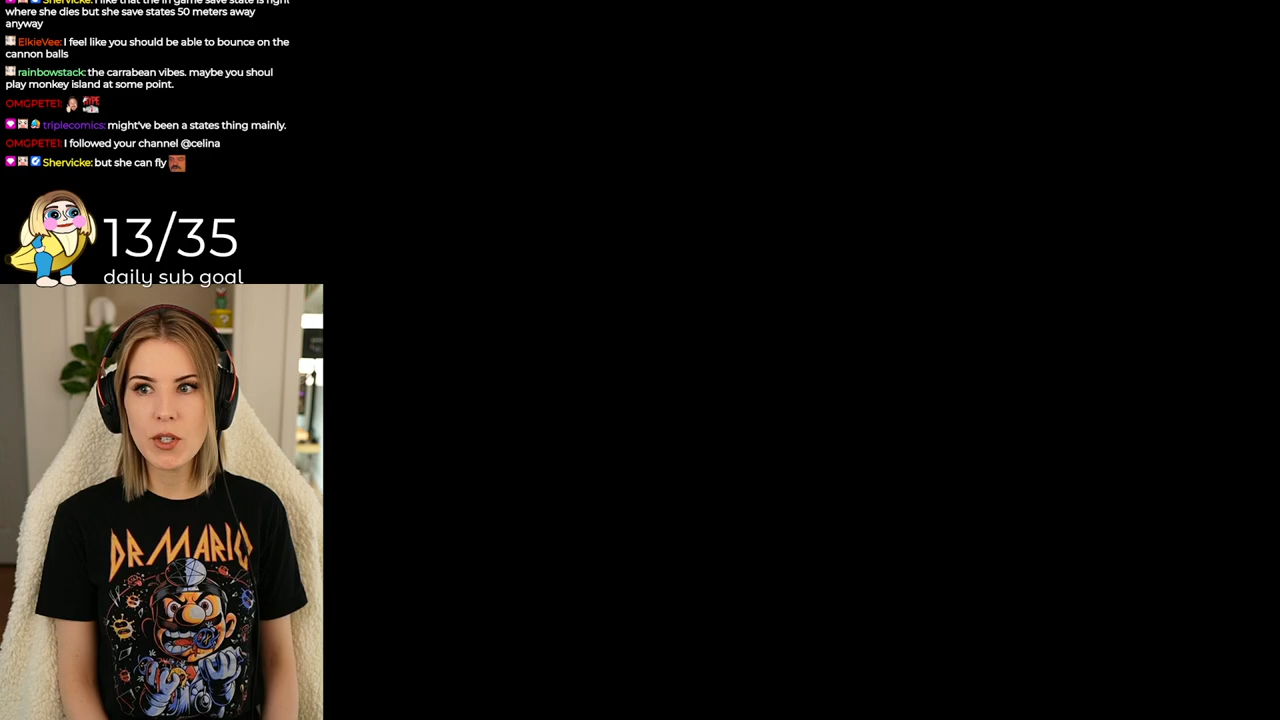 Shervicke: I like that the in game save state is right
where she dies but she save states 50 meters away
anyway
ElkieVee: I feel like you should be able to bounce on the
cannon balls
rainbowstack: the carrabean vibes. maybe you shoul
play monkey island at some point.
OMGPETE1:
triplecomics: might've been a states thing mainly.
OMGPETE1: I followed your channel @celina
Shervicke: but she can fly
13/35
daily sub goal
DR MARIO